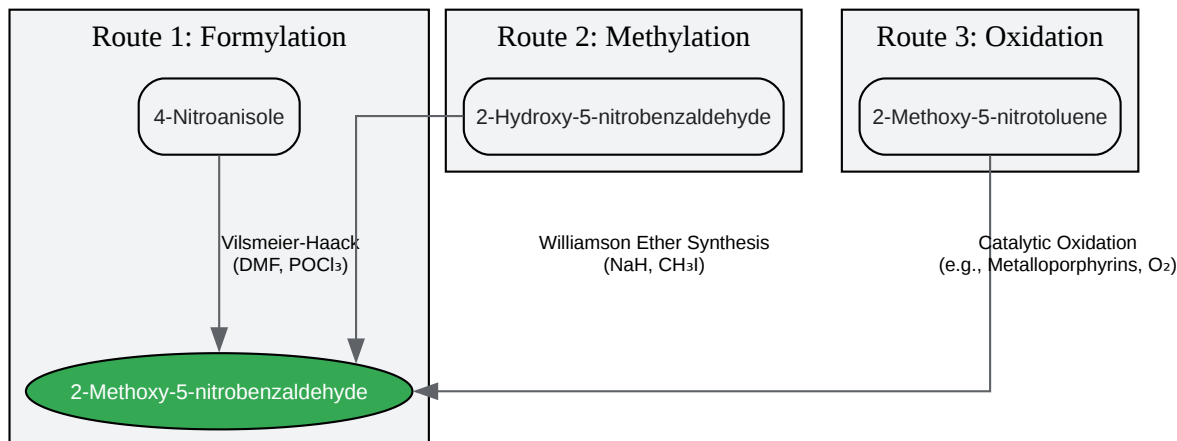 Route 1: Formylation
Route 2: Methylation
Route 3: Oxidation
4-Nitroanisole
2-Hydroxy-5-nitrobenzaldehyde
2-Methoxy-5-nitrotoluene
Vilsmeier-Haack
(DMF, POCl₃)
Williamson Ether Synthesis
(NaH, CH₃I)
Catalytic Oxidation
(e.g., Metalloporphyrins, O₂)
2-Methoxy-5-nitrobenzaldehyde